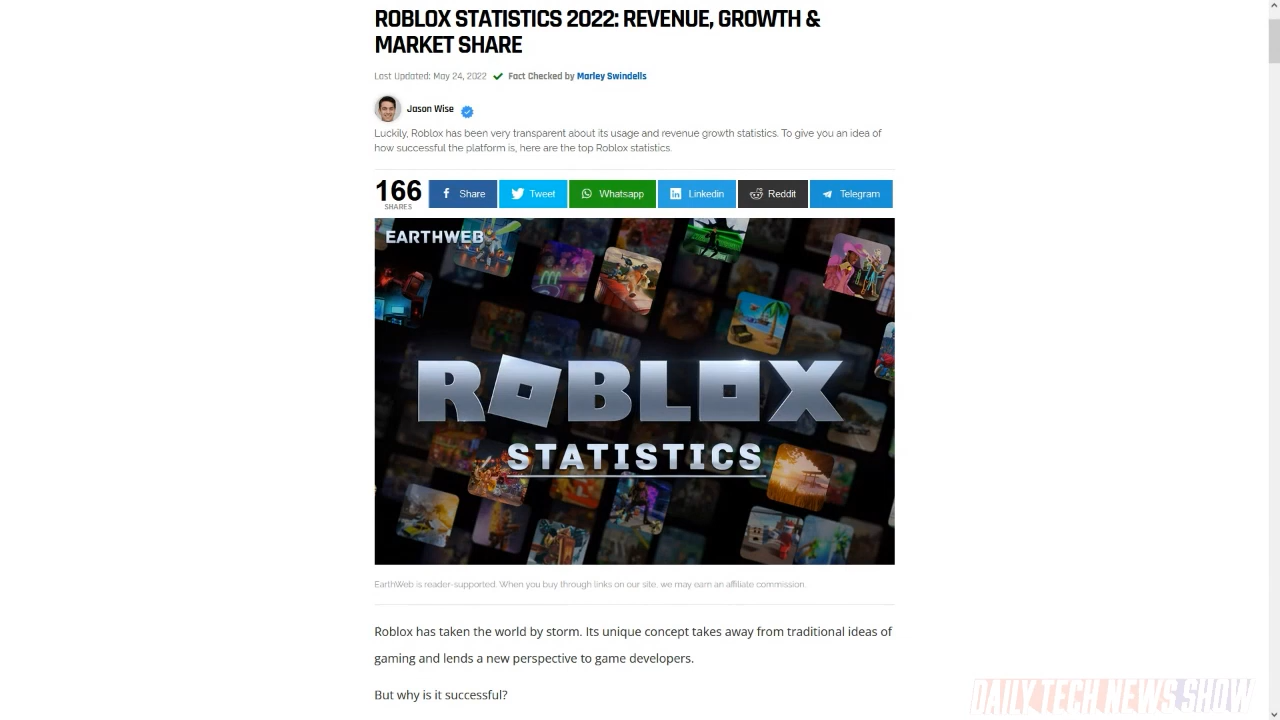 ROBLOX STATISTICS 2022: REVENUE, GROWTH &
MARKET SHARE
Last Updated: May 24, 2022 Fact Checked by Marley Swindells
Jason Wise
Luckily, Roblox has been very transparent about its usage and revenue growth statistics. To give you an idea of
how successful the platform is, here are the top Roblox statistics.
166
SHARES
Share
Tweet
Whatsapp
Linkedin
Reddit
Telegram
EARTHWEB
ROBLOX
STATISTICS
EarthWeb is reader-supported. When you buy through links on our site, we may earn an affiliate commission.
Roblox has taken the world by storm. Its unique concept takes away from traditional ideas of
gaming and lends a new perspective to game developers.
But why is it successful?
DAILY TECH NEWS SHOW